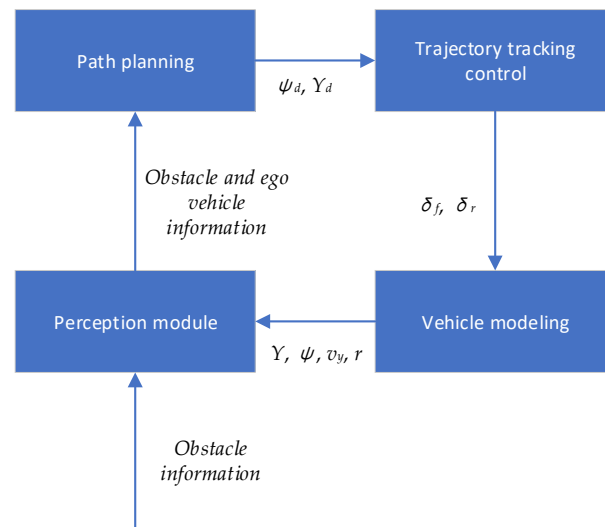 Path planning
Trajectory tracking
control
ψd, Yd
Obstacle and ego
vehicle
information
δf, δr
Perception module
Vehicle modeling
Y, ψ, vy, r
Obstacle
information